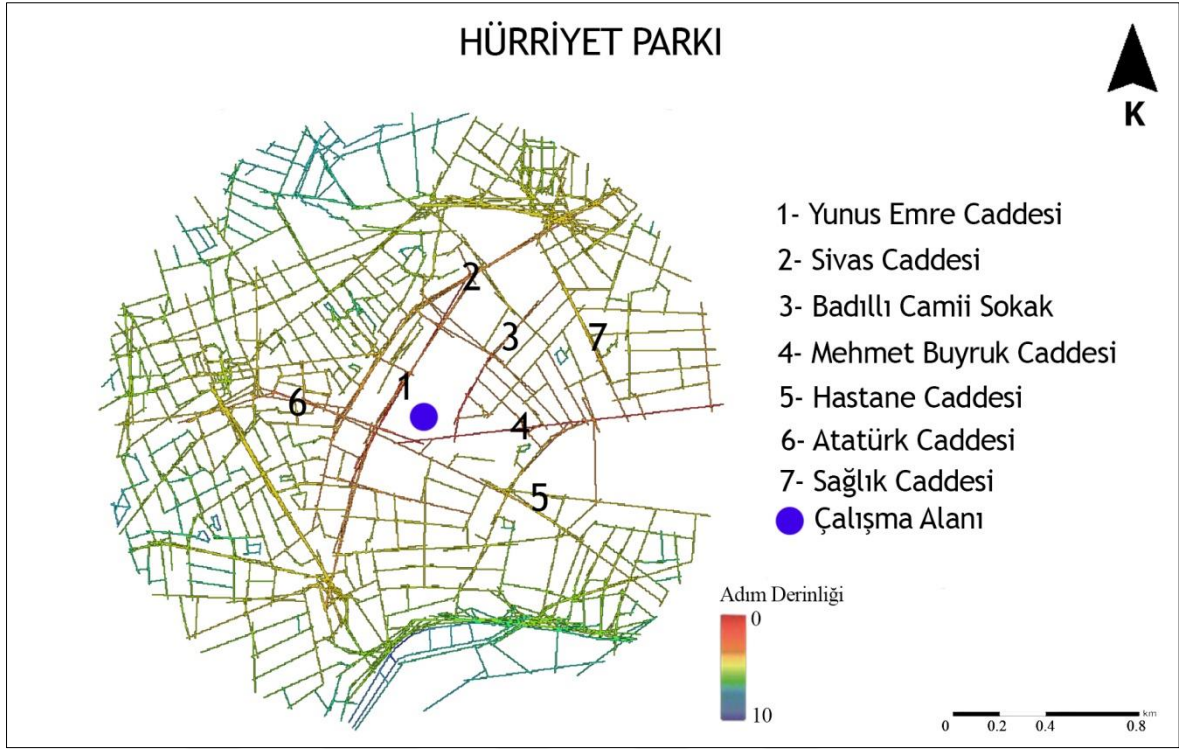 HÜRRİYET PARKI
K
1- Yunus Emre Caddesi
2- Sivas Caddesi
3- Badıllı Camii Sokak
4- Mehmet Buyruk Caddesi
5- Hastane Caddesi
6- Atatürk Caddesi
7- Sağlık Caddesi
Çalışma Alanı
2
3
7
1
6
4
5
Adım Derinliği
0
10
km
0 0.2 0.4 0.8